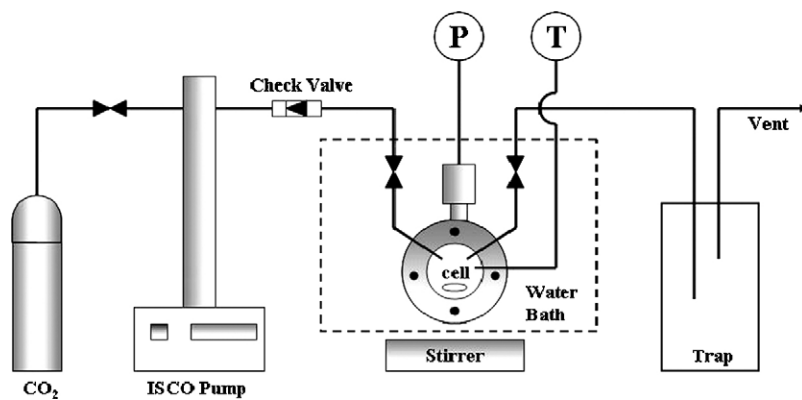 P
T
Check Valve
Vent
cell
Water
Bath
Stirrer
Trap
CO₂
ISCO Pump